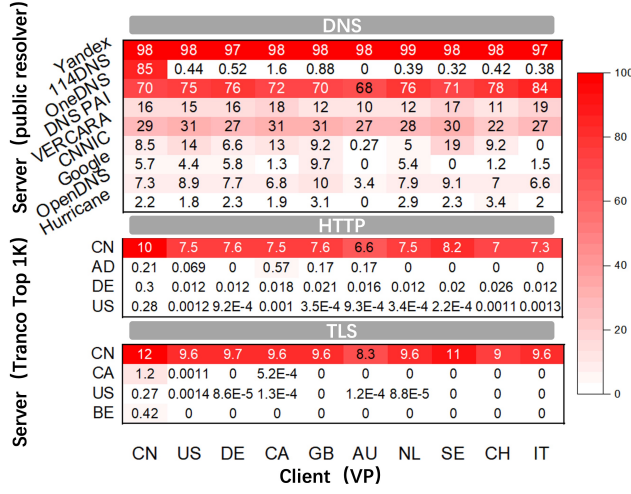 DNS
Yandex 98 98 97 98 98 98 99 98 98 97
114DNS 85 0.44 0.52 1.6 0.88 0 0.39 0.32 0.42 0.38
OneDNS 70 75 76 72 70 68 76 71 78 84
DNS PAI 16 15 16 18 12 10 12 17 11 19
VERCARA 29 31 27 31 31 27 28 30 22 27
CNNIC 8.5 14 6.6 13 9.2 0.27 5 19 9.2 0
Google 5.7 4.4 5.8 1.3 9.7 0 5.4 0 1.2 1.5
OpenDNS 7.3 8.9 7.7 6.8 10 3.4 7.9 9.1 7 6.6
Hurricane 2.2 1.8 2.3 1.9 3.1 0 2.9 2.3 3.4 2
Server (public resolver)
HTTP
CN 10 7.5 7.6 7.5 7.6 6.6 7.5 8.2 7 7.3
AD 0.21 0.069 0 0.57 0.17 0.17 0 0 0 0
DE 0.3 0.012 0.012 0.018 0.021 0.016 0.012 0.02 0.026 0.012
US 0.28 0.0012 9.2E-4 0.001 3.5E-4 9.3E-4 3.4E-4 2.2E-4 0.0011 0.0013
TLS
CN 12 9.6 9.7 9.6 9.6 8.3 9.6 11 9 9.6
CA 1.2 0.0011 0 5.2E-4 0 0 0 0 0 0
US 0.27 0.0014 8.6E-5 1.3E-4 0 1.2E-4 8.8E-5 0 0 0
BE 0.42 0 0 0 0 0 0 0 0 0
Server (Tranco Top 1K)
CN US DE CA GB AU NL SE CH IT
Client (VP)
100
80
60
40
20
0